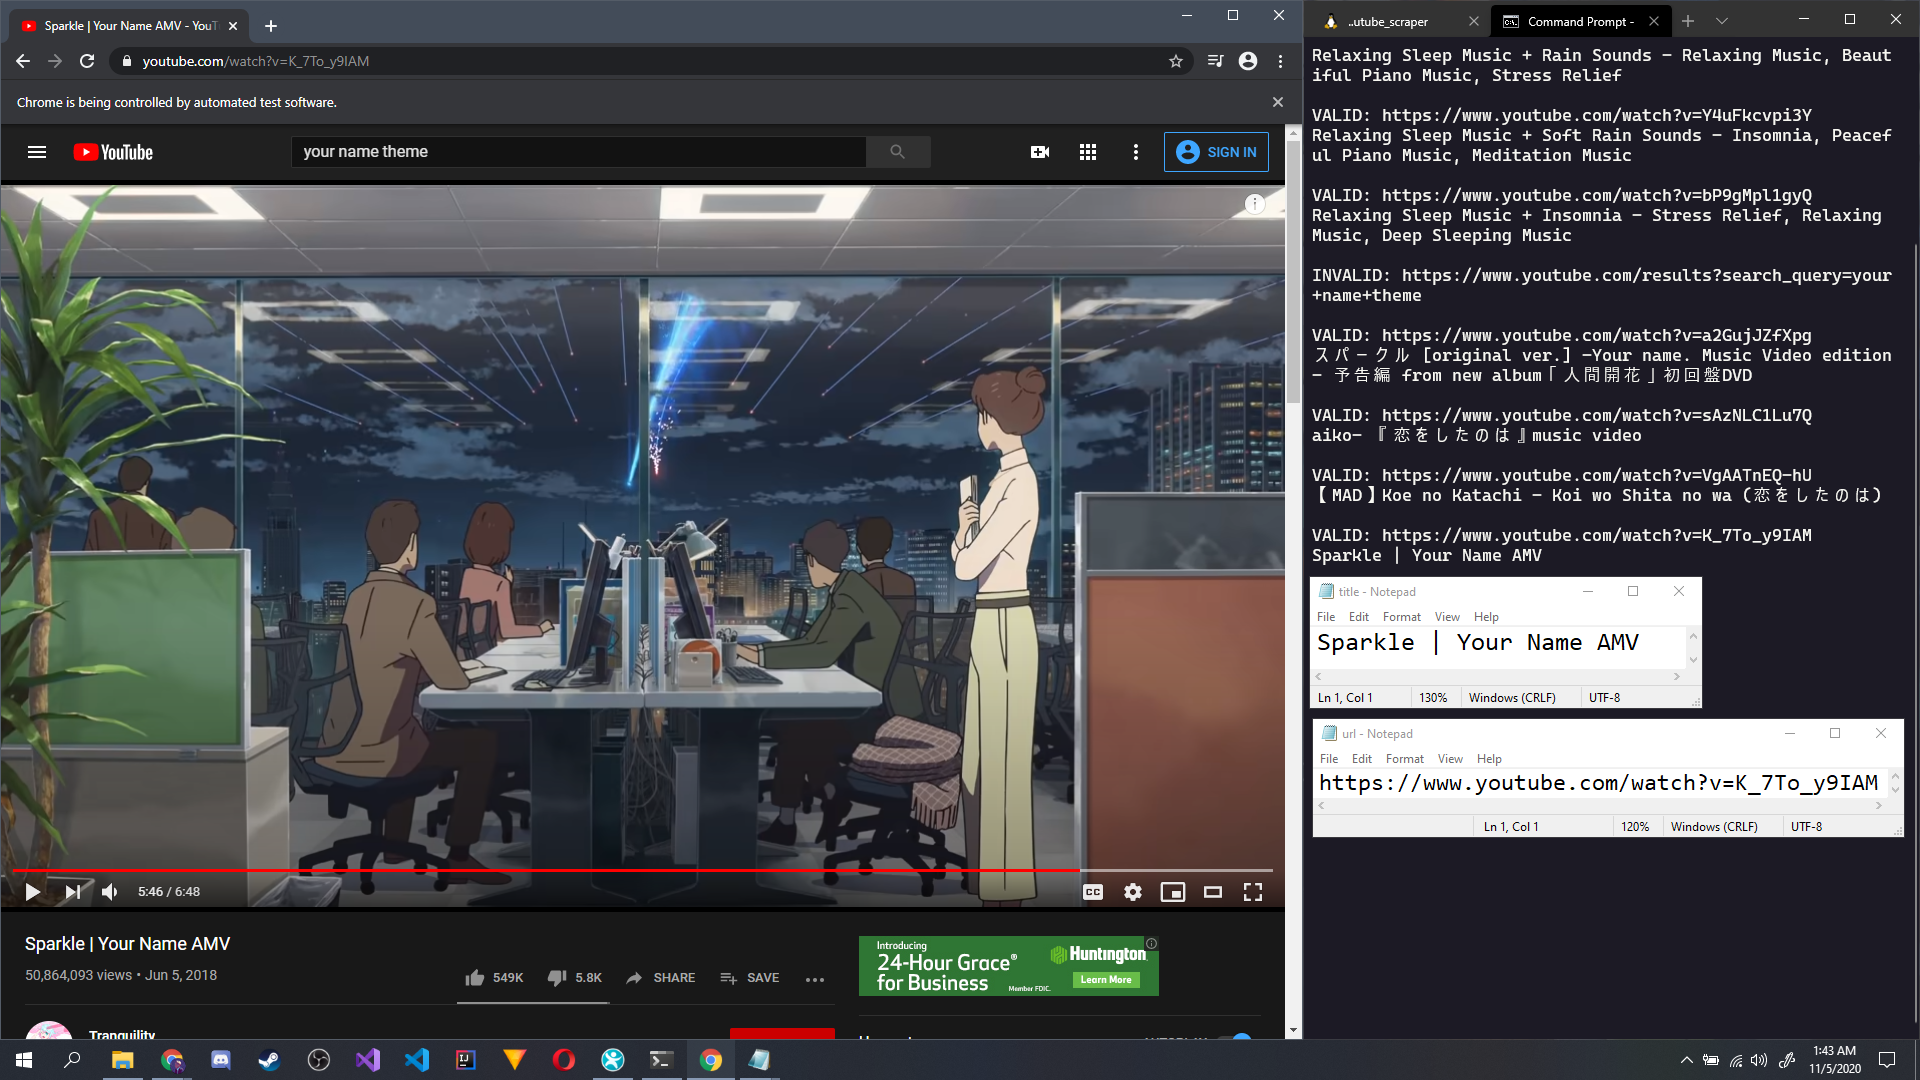 Sparkle | Your Name AMV - YouT
youtube.com/watch?v=K_7To_y9IAM
Chrome is being controlled by automated test software.
YouTube
your name theme
SIGN IN
5:46 / 6:48
CC
Sparkle | Your Name AMV
50,864,093 views • Jun 5, 2018
549K
5.8K
SHARE
SAVE
Introducing
24-Hour Grace®
for Business
Huntington
Learn More
Member FDIC.
Tranquility
..utube_scraper
Command Prompt -
Relaxing Sleep Music + Rain Sounds - Relaxing Music, Beaut
iful Piano Music, Stress Relief
VALID: https://www.youtube.com/watch?v=Y4uFkcvpi3Y
Relaxing Sleep Music + Soft Rain Sounds - Insomnia, Peacef
ul Piano Music, Meditation Music
VALID: https://www.youtube.com/watch?v=bP9gMpl1gyQ
Relaxing Sleep Music + Insomnia - Stress Relief, Relaxing
Music, Deep Sleeping Music
INVALID: https://www.youtube.com/results?search_query=your
+name+theme
VALID: https://www.youtube.com/watch?v=a2GujJZfXpg
スパークル [original ver.] -Your name. Music Video edition
- 予告編 from new album「人間開花」初回盤DVD
VALID: https://www.youtube.com/watch?v=sAzNLC1Lu7Q
aiko- 『恋をしたのは』music video
VALID: https://www.youtube.com/watch?v=VgAATnEQ-hU
【MAD】Koe no Katachi - Koi wo Shita no wa (恋をしたのは)
VALID: https://www.youtube.com/watch?v=K_7To_y9IAM
Sparkle | Your Name AMV
title - Notepad
File Edit Format View Help
Sparkle | Your Name AMV
Ln 1, Col 1 130% Windows (CRLF) UTF-8
url - Notepad
File Edit Format View Help
https://www.youtube.com/watch?v=K_7To_y9IAM
Ln 1, Col 1 120% Windows (CRLF) UTF-8
1:43 AM
11/5/2020